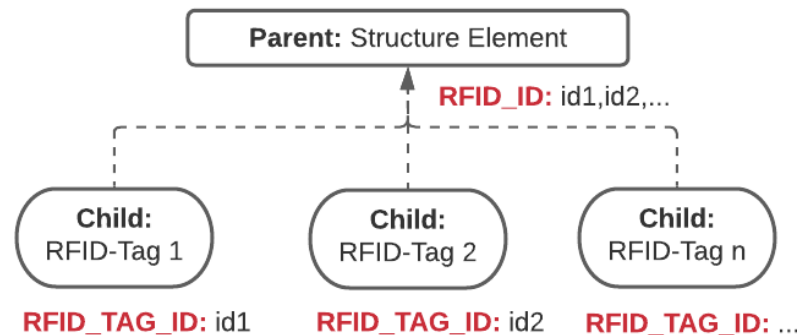 Parent: Structure Element
RFID_ID: id1,id2,...
Child:
RFID-Tag 1
Child:
RFID-Tag 2
Child:
RFID-Tag n
RFID_TAG_ID: id1
RFID_TAG_ID: id2
RFID_TAG_ID: ...